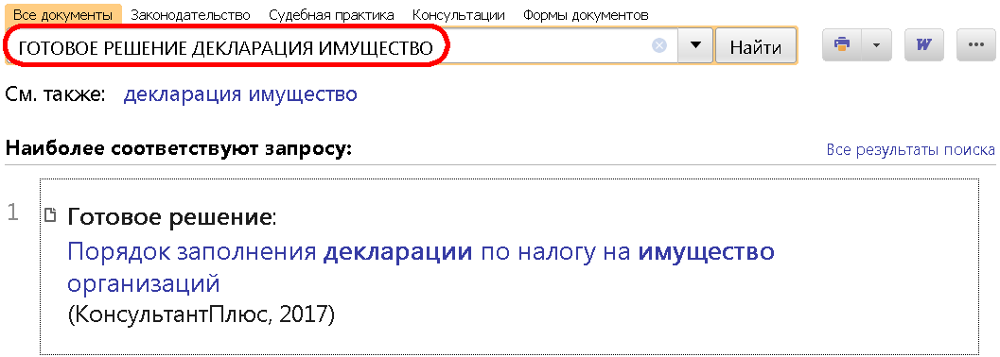 Все документы Законодательство Судебная практика Консультации Формы документов
ГОТОВОЕ РЕШЕНИЕ ДЕКЛАРАЦИЯ ИМУЩЕСТВО Найти W
См. также: декларация имущество
Наиболее соответствуют запросу: Все результаты поиска
1 Готовое решение:
Порядок заполнения декларации по налогу на имущество
организаций
(КонсультантПлюс, 2017)